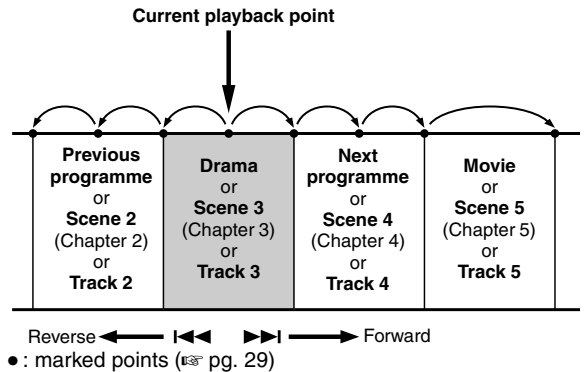 Current playback point
Previous
programme
or
Scene 2
(Chapter 2)
or
Track 2
Drama
or
Scene 3
(Chapter 3)
or
Track 3
Next
programme
or
Scene 4
(Chapter 4)
or
Track 4
Movie
or
Scene 5
(Chapter 5)
or
Track 5
Reverse Forward
● : marked points (☞ pg. 29)